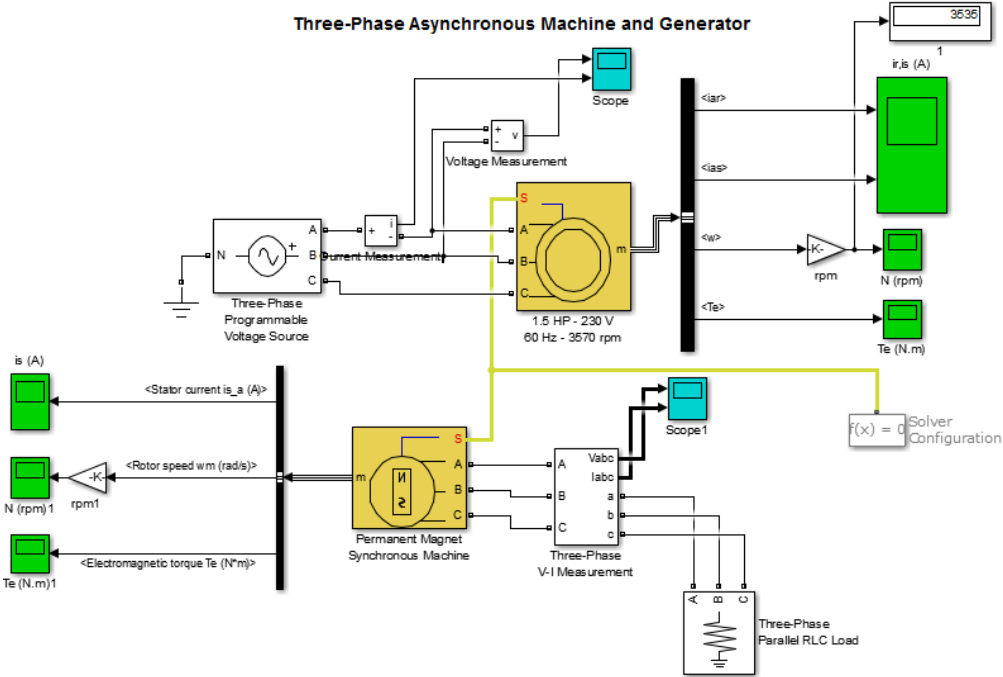 Three-Phase Asynchronous Machine and Generator
3535
1
ir,is (A)
Scope
<iar>
+
-
v
Voltage Measurement
<ias>
S
N
+
A
B
C
+
i
-
Current Measurement
A
B
C
m
<w>
-K-
rpm
N (rpm)
<Te>
Te (N.m)
Three-Phase
Programmable
Voltage Source
1.5 HP - 230 V
60 Hz - 3570 rpm
is (A)
<Stator current is_a (A)>
Scope1
f(x) = 0
Solver
Configuration
<Rotor speed wm (rad/s)>
-K-
rpm1
N (rpm)1
m
N
S
S
A
B
C
Permanent Magnet
Synchronous Machine
A
B
C
Vabc
Iabc
a
b
c
Three-Phase
V-I Measurement
<Electromagnetic torque Te (N*m)>
Te (N.m)1
A
B
C
Three-Phase
Parallel RLC Load